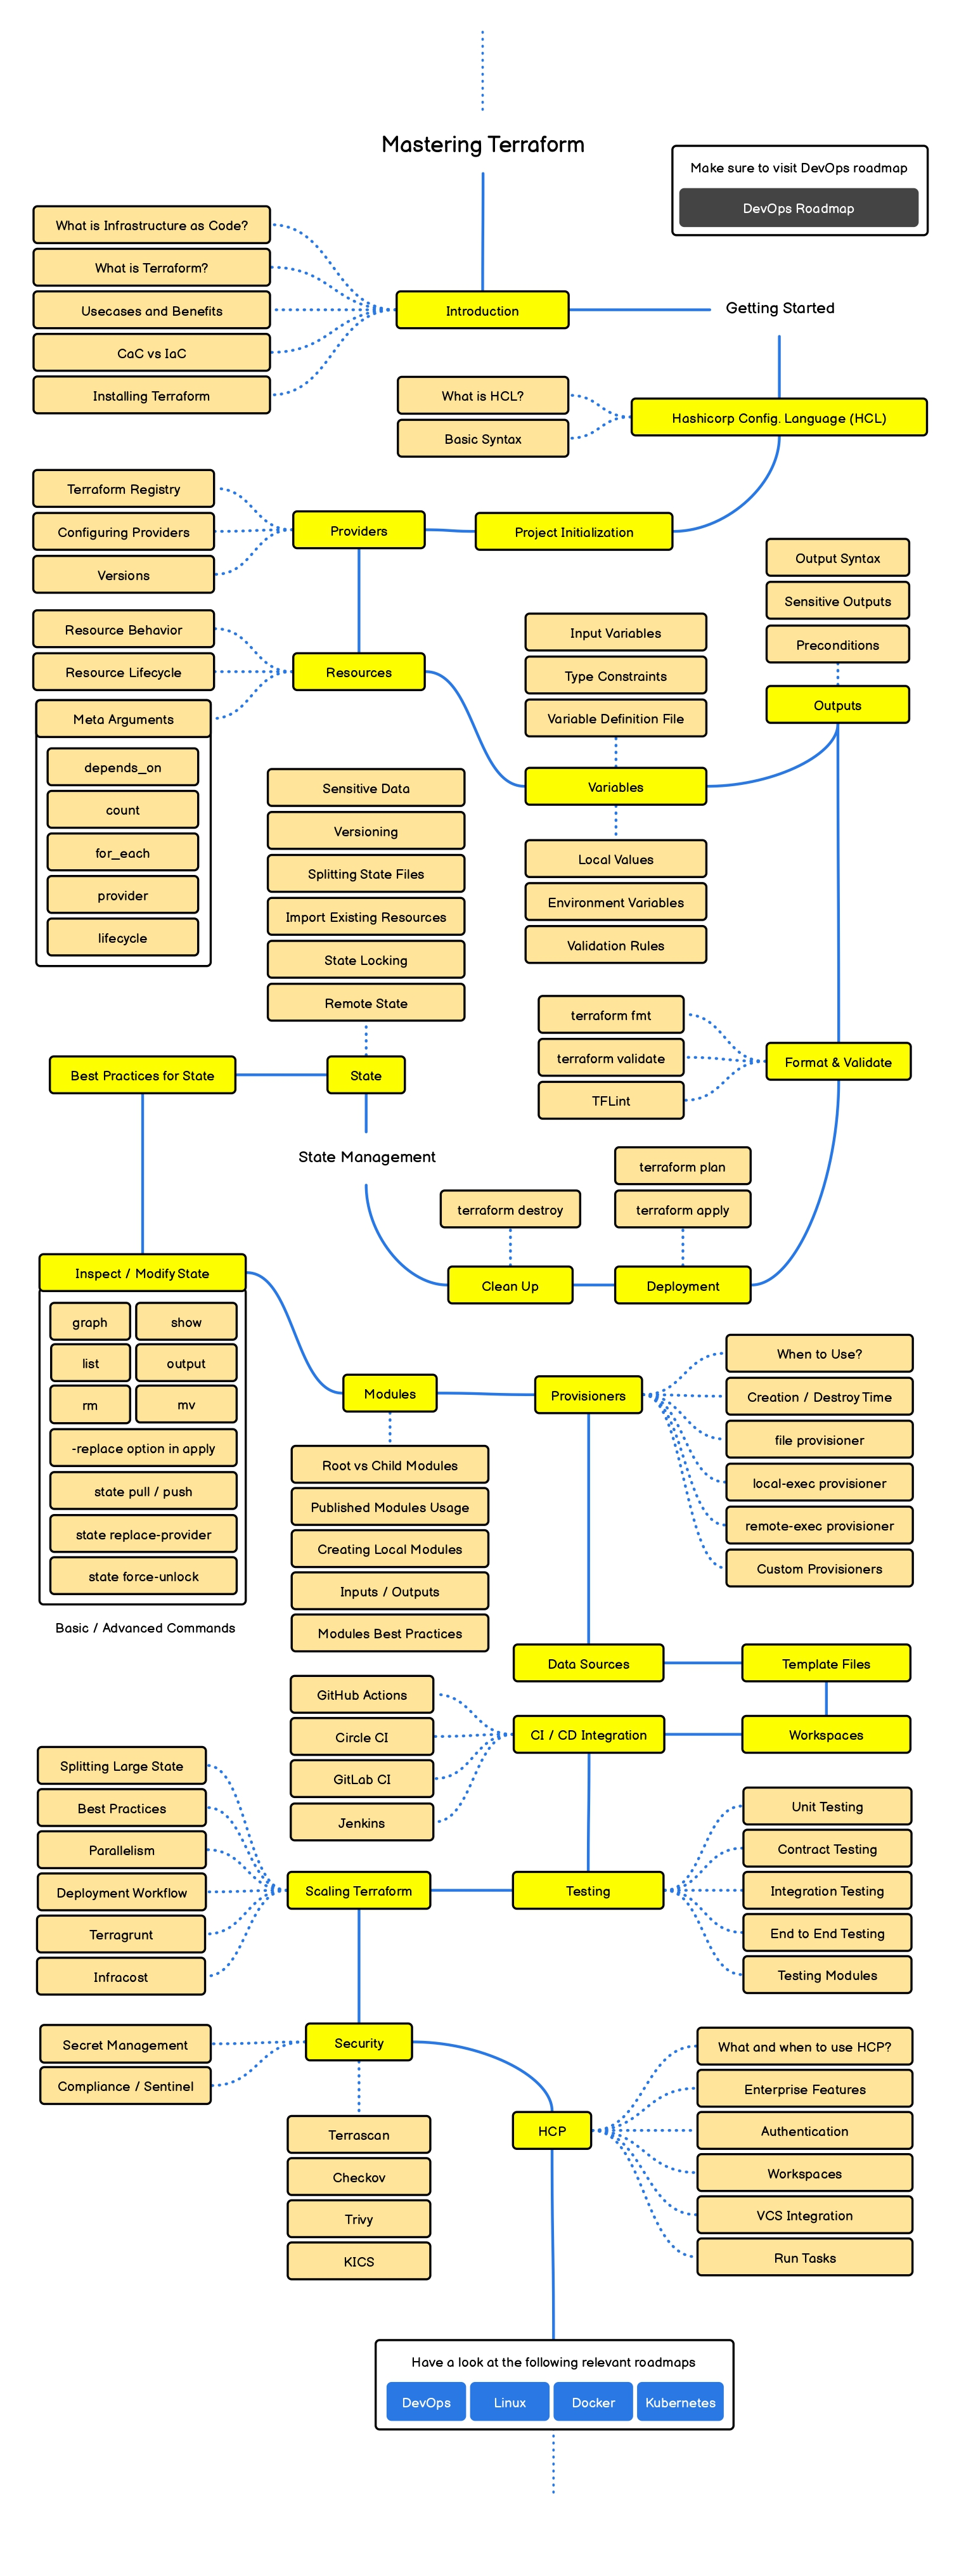 Mastering Terraform
Make sure to visit DevOps roadmap
DevOps Roadmap
What is Infrastructure as Code?
What is Terraform?
Usecases and Benefits
CaC vs IaC
Installing Terraform
Introduction
Getting Started
What is HCL?
Basic Syntax
Hashicorp Config. Language (HCL)
Terraform Registry
Configuring Providers
Versions
Providers
Project Initialization
Resource Behavior
Resource Lifecycle
Meta Arguments
depends_on
count
for_each
provider
lifecycle
Resources
Input Variables
Type Constraints
Variable Definition File
Variables
Local Values
Environment Variables
Validation Rules
Output Syntax
Sensitive Outputs
Preconditions
Outputs
terraform fmt
terraform validate
TFLint
Format & Validate
terraform plan
terraform apply
Deployment
terraform destroy
Clean Up
State Management
Sensitive Data
Versioning
Splitting State Files
Import Existing Resources
State Locking
Remote State
State
Best Practices for State
Inspect / Modify State
graph
show
list
output
rm
mv
-replace option in apply
state pull / push
state replace-provider
state force-unlock
Basic / Advanced Commands
Modules
Root vs Child Modules
Published Modules Usage
Creating Local Modules
Inputs / Outputs
Modules Best Practices
Provisioners
When to Use?
Creation / Destroy Time
file provisioner
local-exec provisioner
remote-exec provisioner
Custom Provisioners
Data Sources
Template Files
Workspaces
CI / CD Integration
GitHub Actions
Circle CI
GitLab CI
Jenkins
Testing
Unit Testing
Contract Testing
Integration Testing
End to End Testing
Testing Modules
Scaling Terraform
Splitting Large State
Best Practices
Parallelism
Deployment Workflow
Terragrunt
Infracost
Security
Secret Management
Compliance / Sentinel
Terrascan
Checkov
Trivy
KICS
HCP
What and when to use HCP?
Enterprise Features
Authentication
Workspaces
VCS Integration
Run Tasks
Have a look at the following relevant roadmaps
DevOps
Linux
Docker
Kubernetes